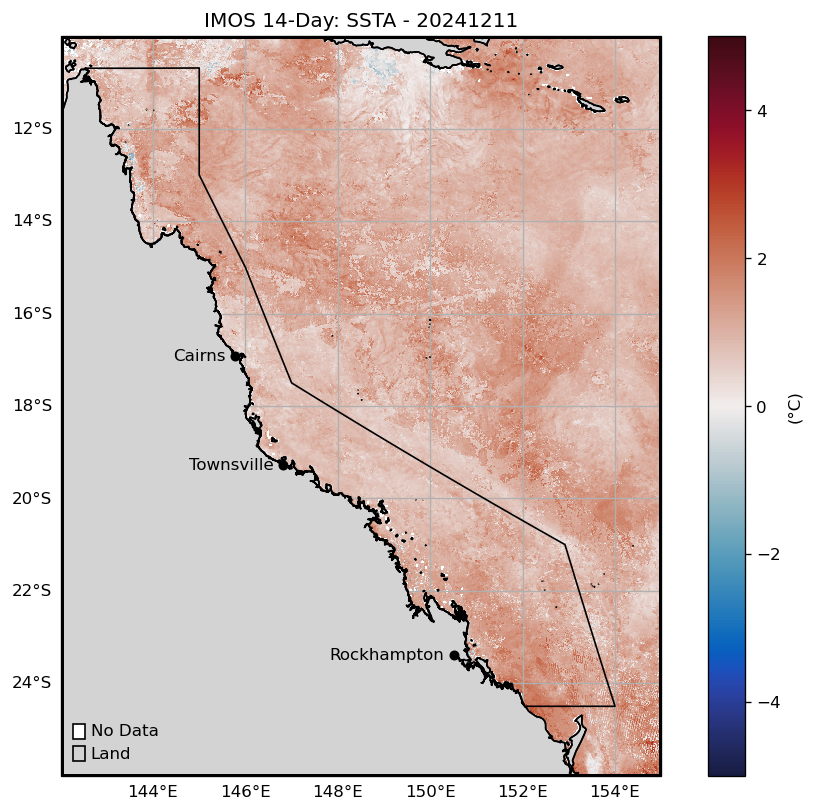 IMOS 14-Day: SSTA - 20241211
12°S
14°S
16°S
18°S
20°S
22°S
24°S
Cairns
Townsville
Rockhampton
No Data
Land
144°E
146°E
148°E
150°E
152°E
154°E
4
2
0
−2
−4
(°C)